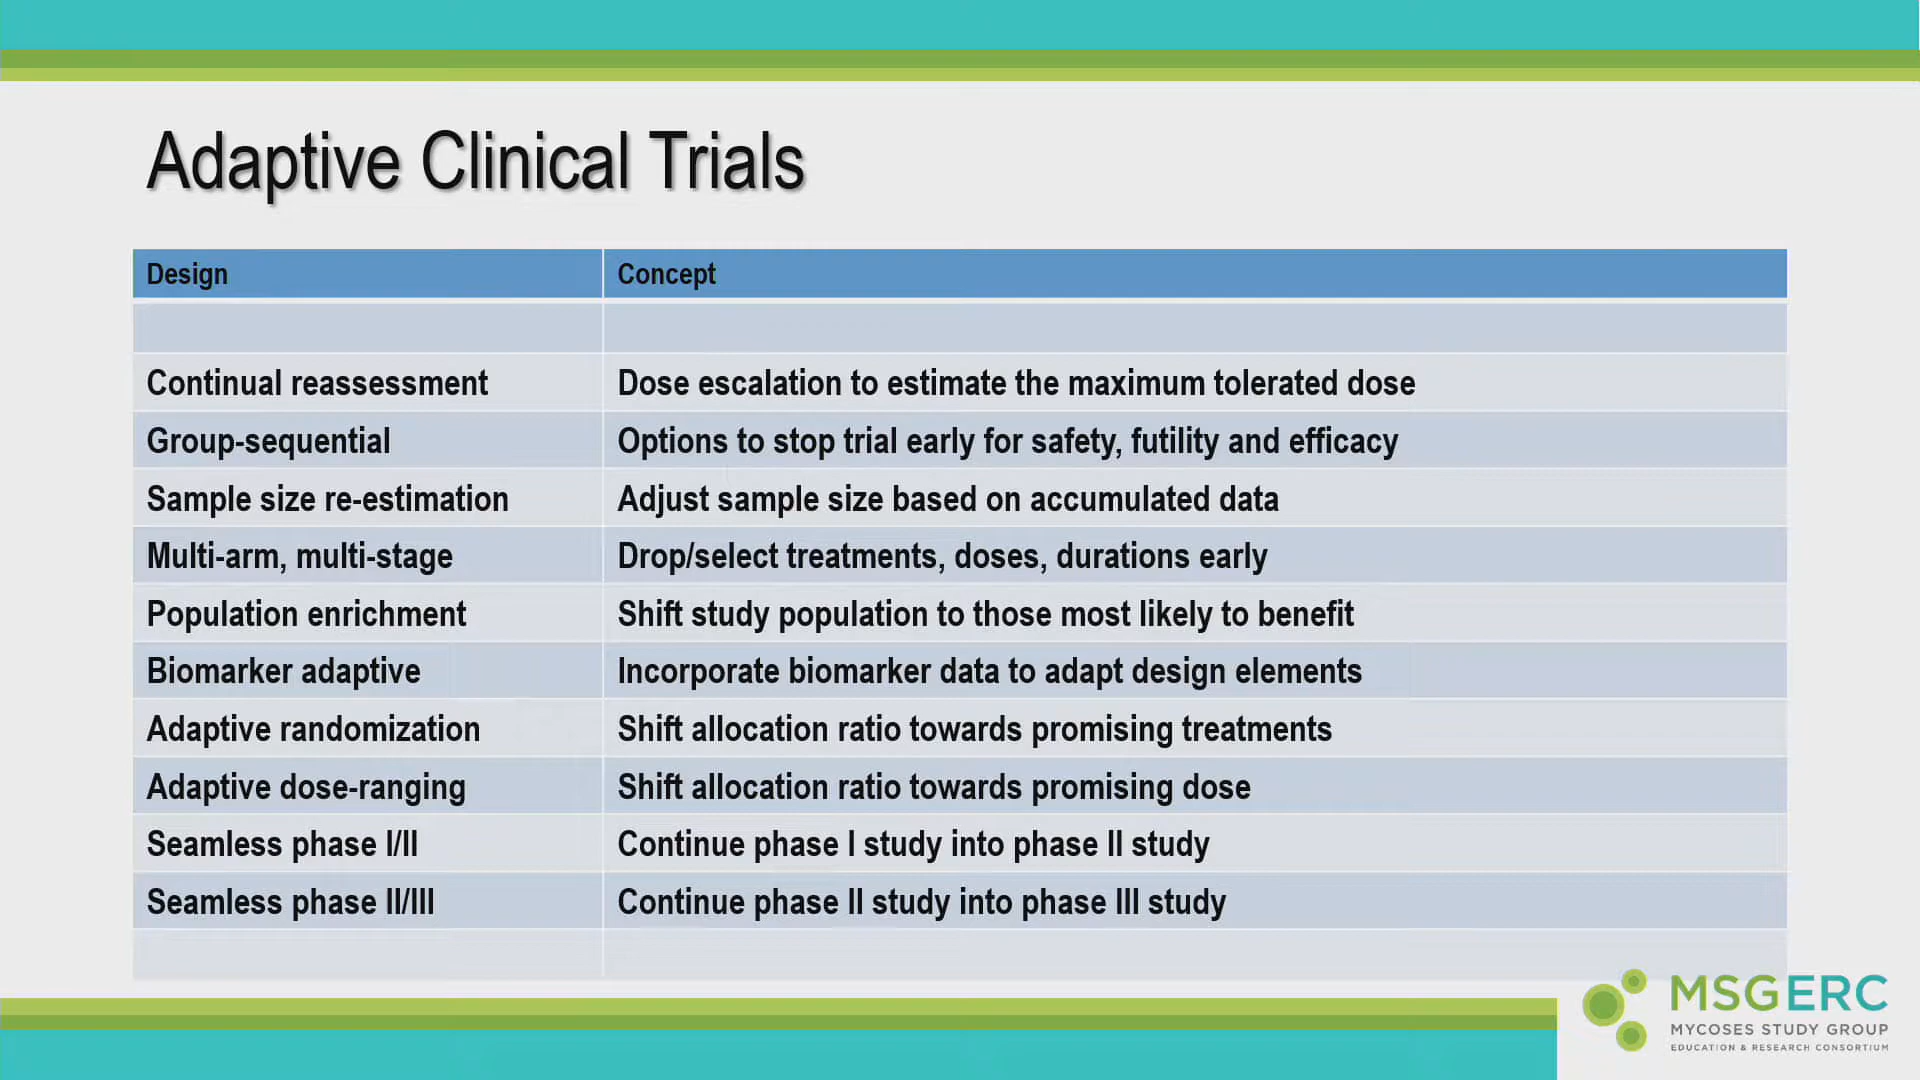 Adaptive Clinical Trials
Design Concept
Continual reassessment Dose escalation to estimate the maximum tolerated dose
Group-sequential Options to stop trial early for safety, futility and efficacy
Sample size re-estimation Adjust sample size based on accumulated data
Multi-arm, multi-stage Drop/select treatments, doses, durations early
Population enrichment Shift study population to those most likely to benefit
Biomarker adaptive Incorporate biomarker data to adapt design elements
Adaptive randomization Shift allocation ratio towards promising treatments
Adaptive dose-ranging Shift allocation ratio towards promising dose
Seamless phase I/II Continue phase I study into phase II study
Seamless phase II/III Continue phase II study into phase III study
MSGERC
MYCOSES STUDY GROUP
EDUCATION & RESEARCH CONSORTIUM